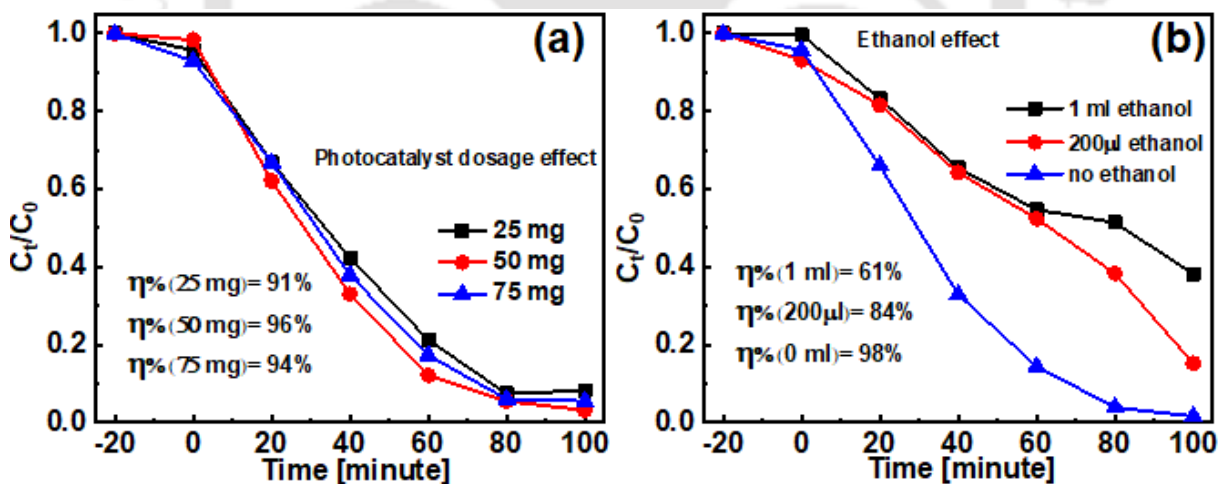 (a)
Photocatalyst dosage effect
25 mg
50 mg
75 mg
η%(25 mg)= 91%
η%(50 mg)= 96%
η%(75 mg)= 94%
Cₜ/C₀
1.0
0.8
0.6
0.4
0.2
0.0
-20 0 20 40 60 80 100
Time [minute]
(b)
Ethanol effect
1 ml ethanol
200μl ethanol
no ethanol
η%(1 ml)= 61%
η%(200μl)= 84%
η%(0 ml)= 98%
Cₜ/C₀
1.0
0.8
0.6
0.4
0.2
0.0
-20 0 20 40 60 80 100
Time [minute]